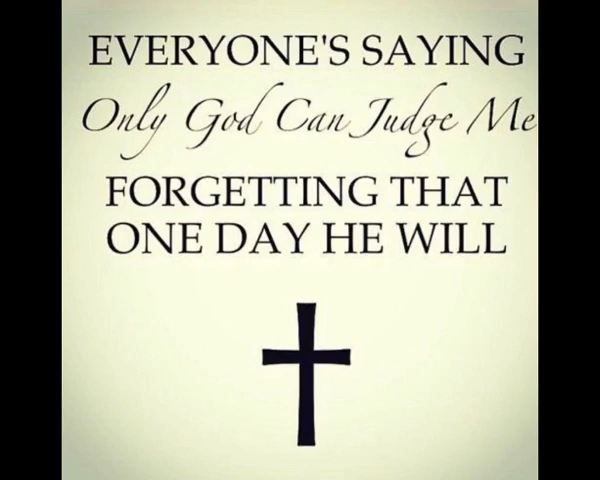 EVERYONE'S SAYING
Only God Can Judge Me
FORGETTING THAT
ONE DAY HE WILL